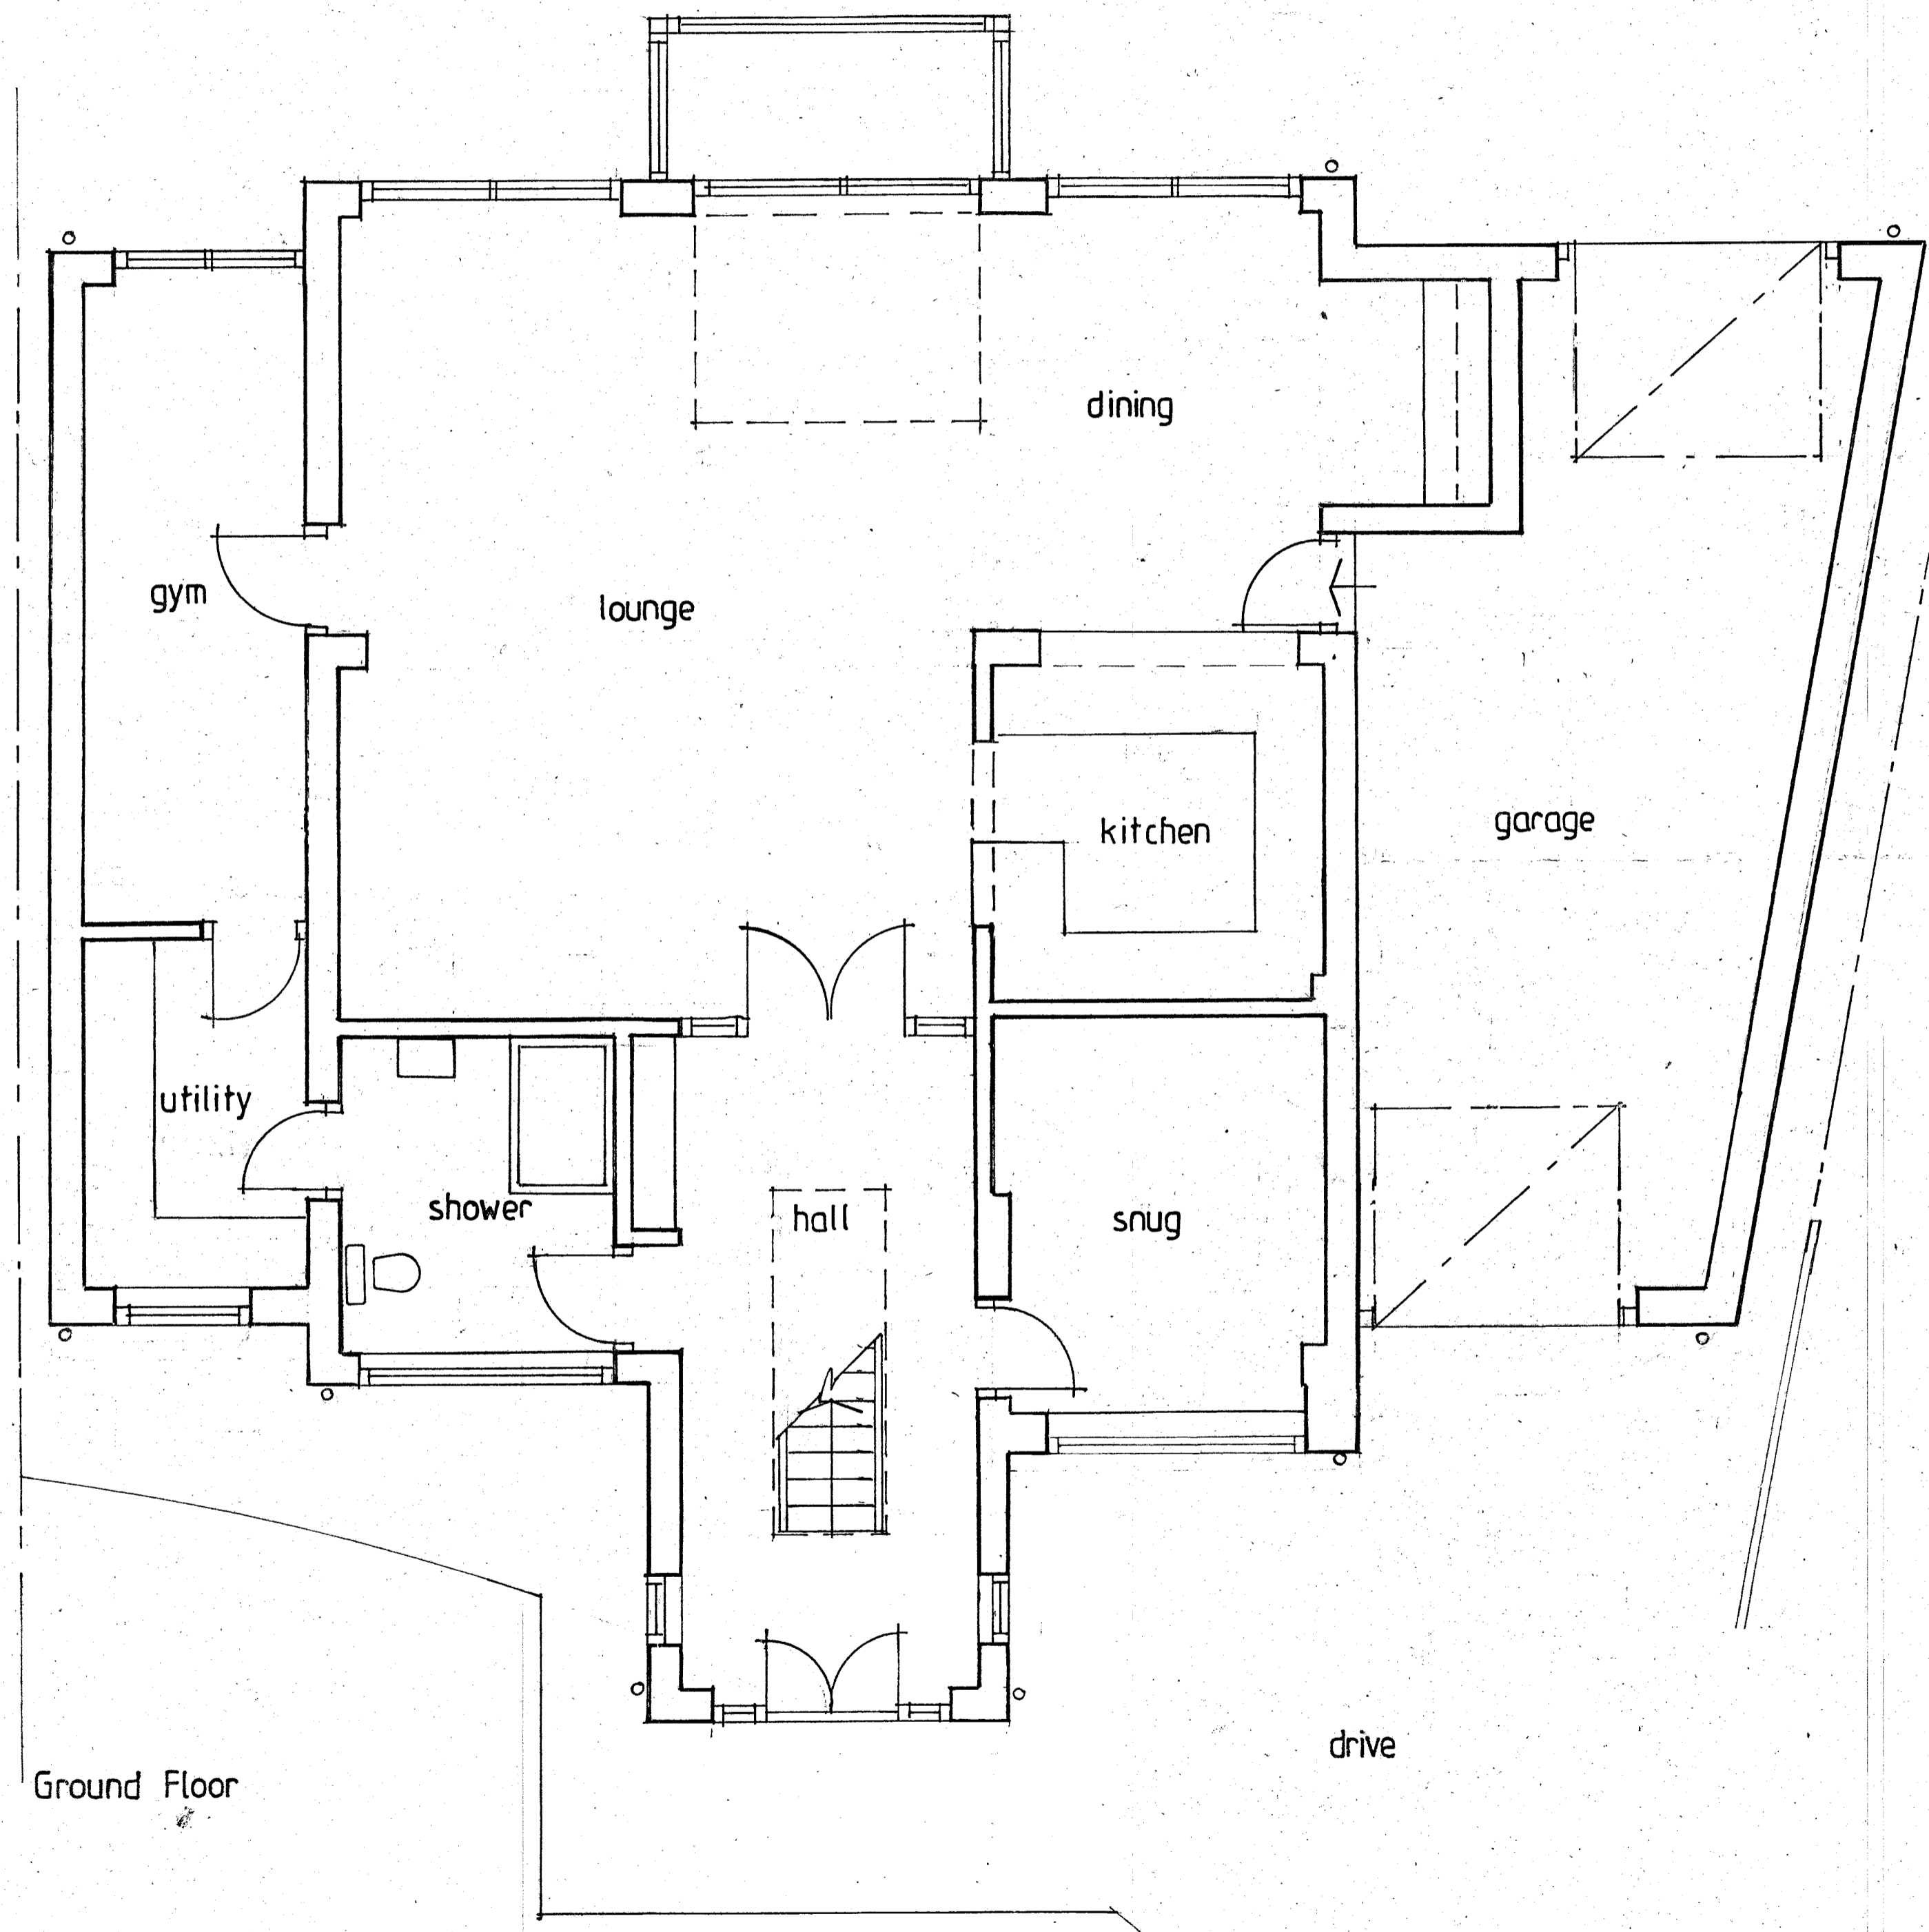 dining
gym
lounge
kitchen
garage
utility
shower
hall
snug
drive
Ground Floor